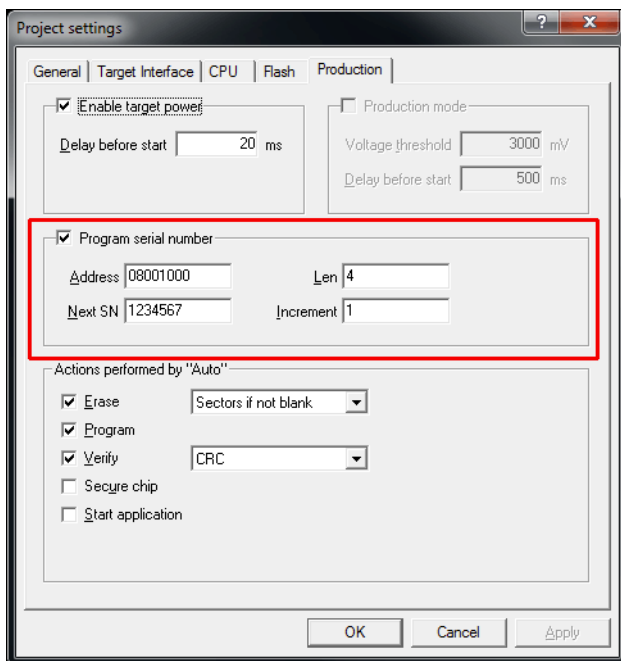 Project settings
General Target Interface CPU Flash Production
Enable target power
Delay before start 20 ms
Production mode
Voltage threshold 3000 mV
Delay before start 500 ms
Program serial number
Address 08001000 Len 4
Next SN 1234567 Increment 1
Actions performed by "Auto"
Erase Sectors if not blank
Program
Verify CRC
Secure chip
Start application
OK Cancel Apply